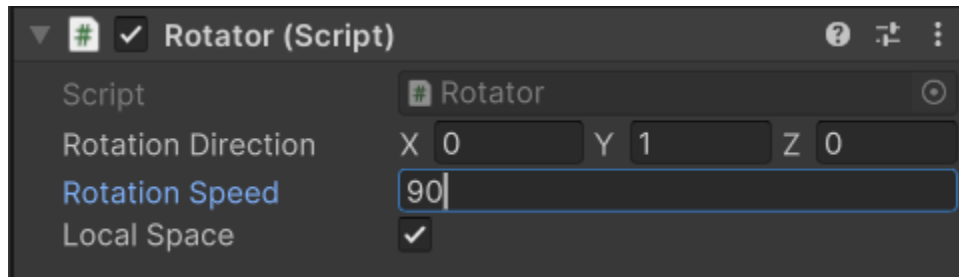 # Rotator (Script)
Script # Rotator
Rotation Direction X 0 Y 1 Z 0
Rotation Speed 90
Local Space